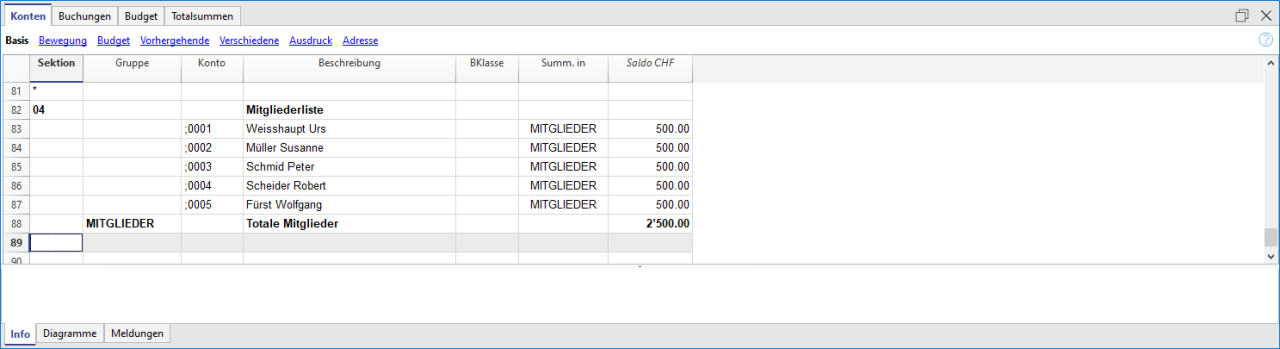 Konten Buchungen Budget Totalsummen
Basis Bewegung Budget Vorhergehende Verschiedene Ausdruck Adresse
Sektion Gruppe Konto Beschreibung BKlasse Summ. in Saldo CHF
81 *
82 04 Mitgliederliste
83 ;0001 Weisshaupt Urs MITGLIEDER 500.00
84 ;0002 Müller Susanne MITGLIEDER 500.00
85 ;0003 Schmid Peter MITGLIEDER 500.00
86 ;0004 Scheider Robert MITGLIEDER 500.00
87 ;0005 Fürst Wolfgang MITGLIEDER 500.00
88 MITGLIEDER Totale Mitglieder 2'500.00
89
90
Info Diagramme Meldungen